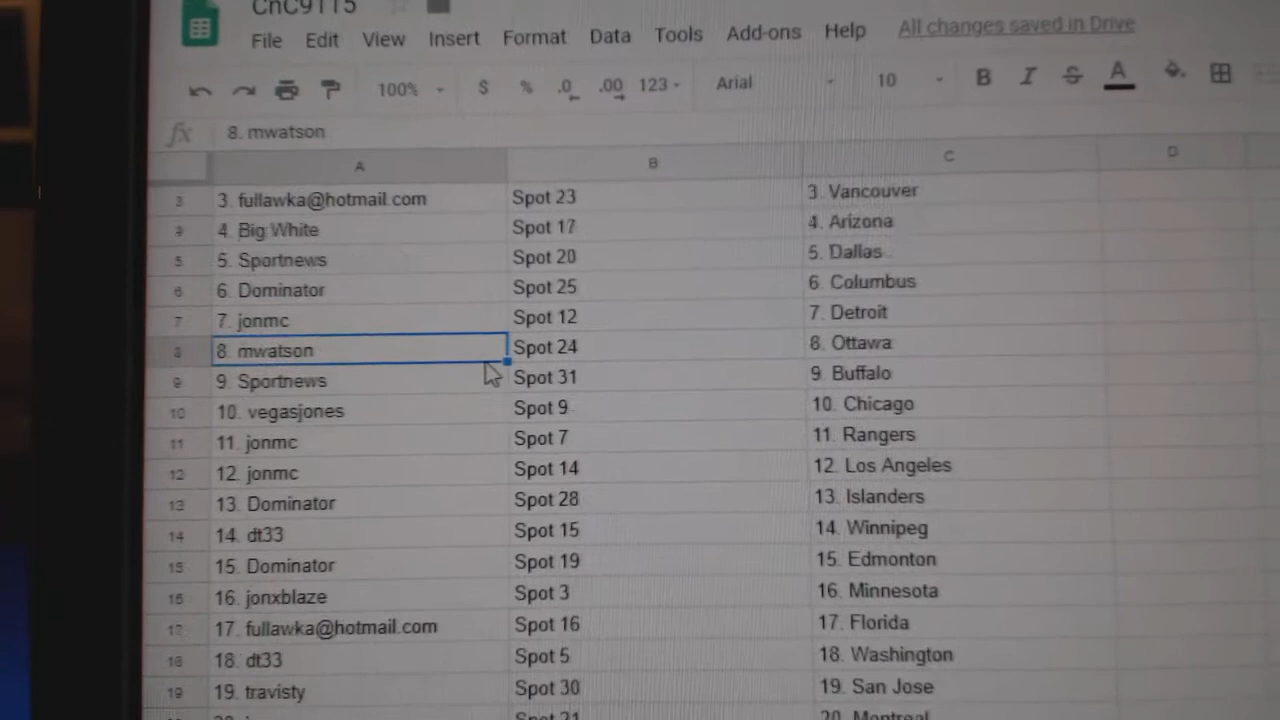 CnC9115
File Edit View Insert Format Data Tools Add-ons Help All changes saved in Drive
100% $ % .0 .00 123 Arial 10 B I S A
fx 8. mwatson
A B C D
3. fullawka@hotmail.com Spot 23 3. Vancouver
4. Big White Spot 17 4. Arizona
5 5. Sportnews Spot 20 5. Dallas
6 6. Dominator Spot 25 6. Columbus
7 7. jonmc Spot 12 7. Detroit
8 8. mwatson Spot 24 8. Ottawa
9 9. Sportnews Spot 31 9. Buffalo
10 10. vegasjones Spot 9 10. Chicago
11 11. jonmc Spot 7 11. Rangers
12 12. jonmc Spot 14 12. Los Angeles
13 13. Dominator Spot 28 13. Islanders
14 14. dt33 Spot 15 14. Winnipeg
15 15. Dominator Spot 19 15. Edmonton
16 16. jonxblaze Spot 3 16. Minnesota
17 17. fullawka@hotmail.com Spot 16 17. Florida
18 18. dt33 Spot 5 18. Washington
19 19. travisty Spot 30 19. San Jose
Spot 21 20. Montreal